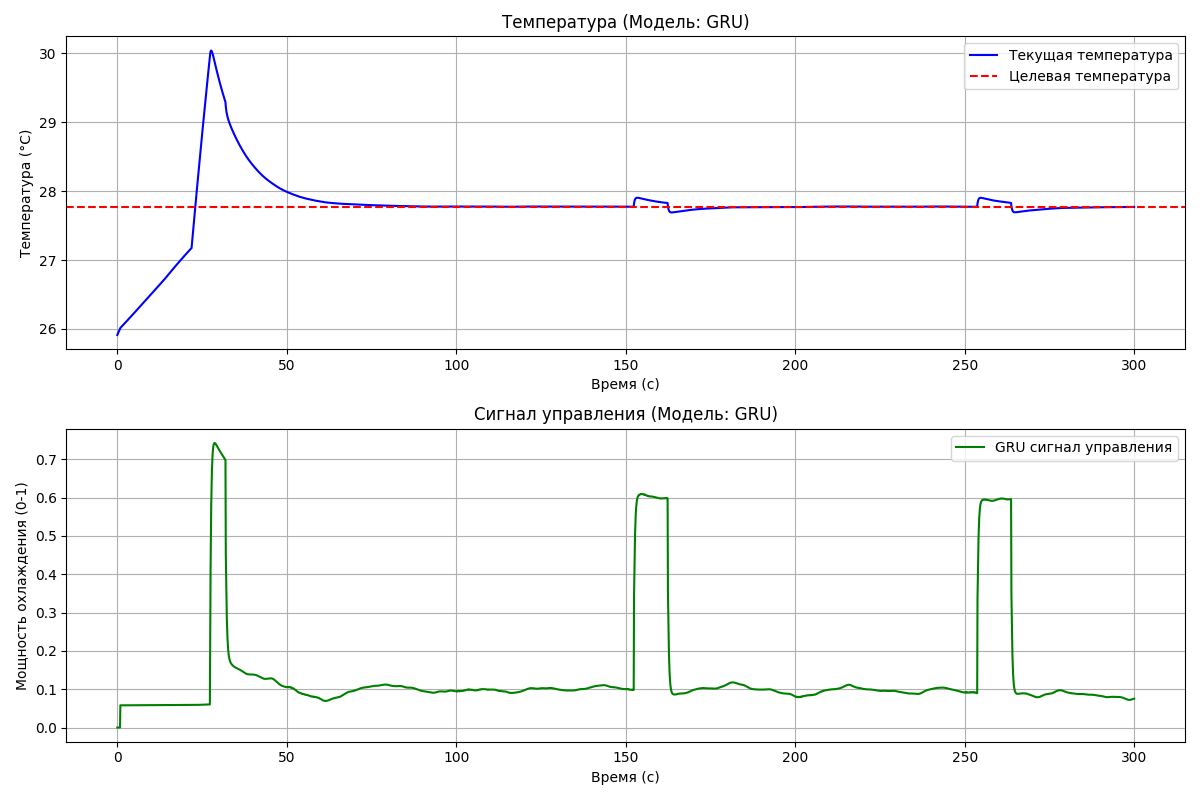 Температура (Модель: GRU)
Текущая температура
Целевая температура
Температура (°C)
30
29
28
27
26
0 50 100 150 200 250 300
Время (с)
Сигнал управления (Модель: GRU)
GRU сигнал управления
Мощность охлаждения (0-1)
0.7
0.6
0.5
0.4
0.3
0.2
0.1
0.0
0 50 100 150 200 250 300
Время (с)